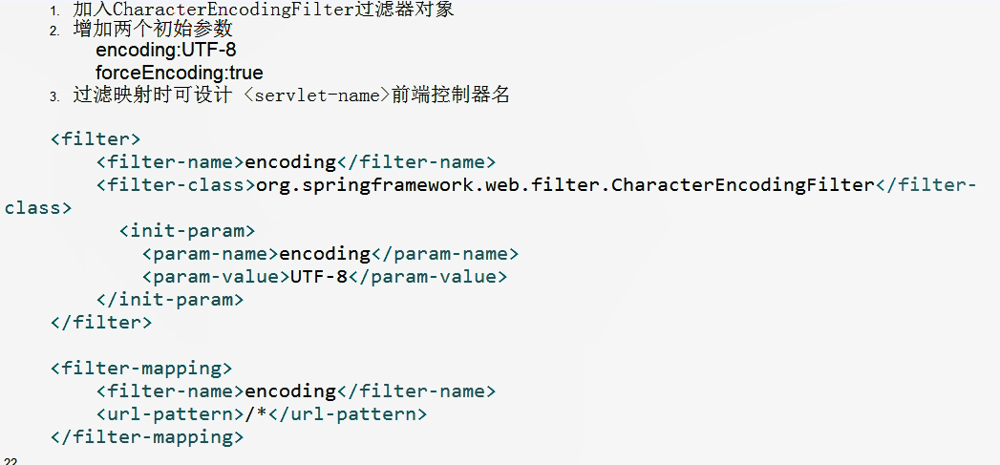 1. 加入CharacterEncodingFilter过滤器对象
2. 增加两个初始参数
encoding:UTF-8
forceEncoding:true
3. 过滤映射时可设计 <servlet-name>前端控制器名
<filter>
<filter-name>encoding</filter-name>
<filter-class>org.springframework.web.filter.CharacterEncodingFilter</filter-
class>
<init-param>
<param-name>encoding</param-name>
<param-value>UTF-8</param-value>
</init-param>
</filter>
<filter-mapping>
<filter-name>encoding</filter-name>
<url-pattern>/*</url-pattern>
</filter-mapping>
22